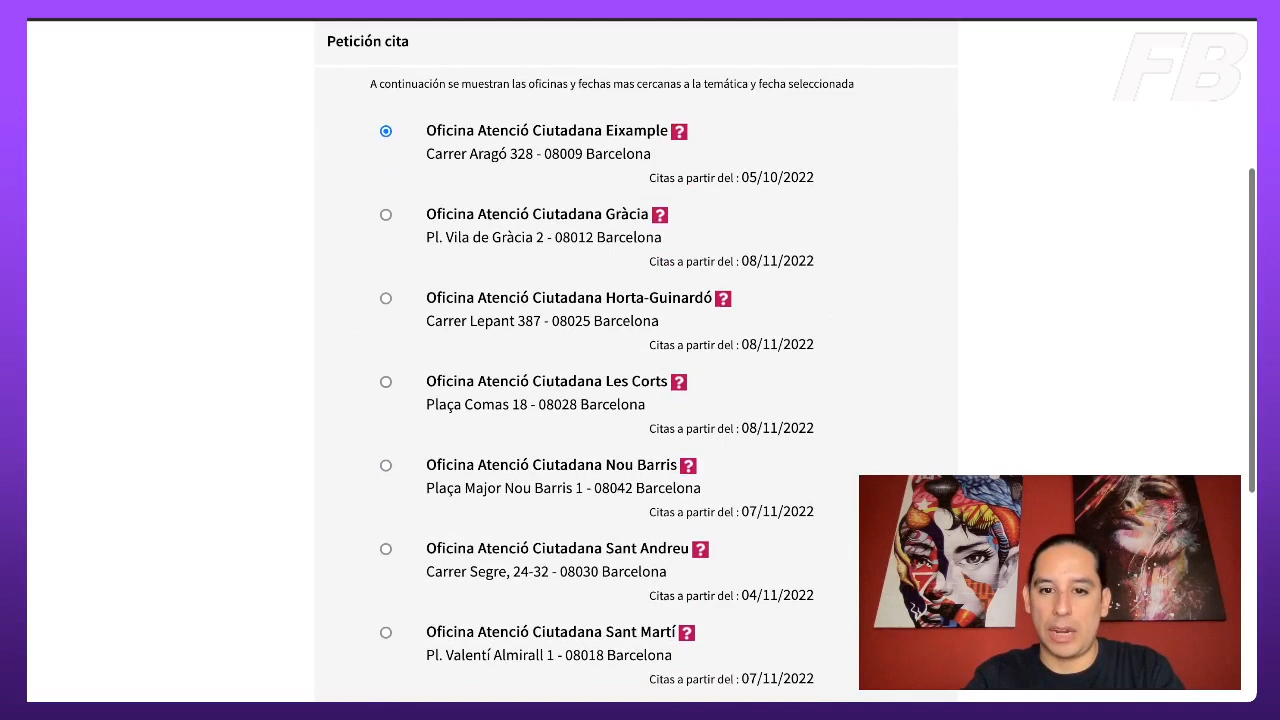 FB
Petición cita
A continuación se muestran las oficinas y fechas mas cercanas a la temática y fecha seleccionada
Oficina Atenció Ciutadana Eixample ?
Carrer Aragó 328 - 08009 Barcelona
Citas a partir del : 05/10/2022
Oficina Atenció Ciutadana Gràcia ?
Pl. Vila de Gràcia 2 - 08012 Barcelona
Citas a partir del : 08/11/2022
Oficina Atenció Ciutadana Horta-Guinardó ?
Carrer Lepant 387 - 08025 Barcelona
Citas a partir del : 08/11/2022
Oficina Atenció Ciutadana Les Corts ?
Plaça Comas 18 - 08028 Barcelona
Citas a partir del : 08/11/2022
Oficina Atenció Ciutadana Nou Barris ?
Plaça Major Nou Barris 1 - 08042 Barcelona
Citas a partir del : 07/11/2022
Oficina Atenció Ciutadana Sant Andreu ?
Carrer Segre, 24-32 - 08030 Barcelona
Citas a partir del : 04/11/2022
Oficina Atenció Ciutadana Sant Martí ?
Pl. Valentí Almirall 1 - 08018 Barcelona
Citas a partir del : 07/11/2022